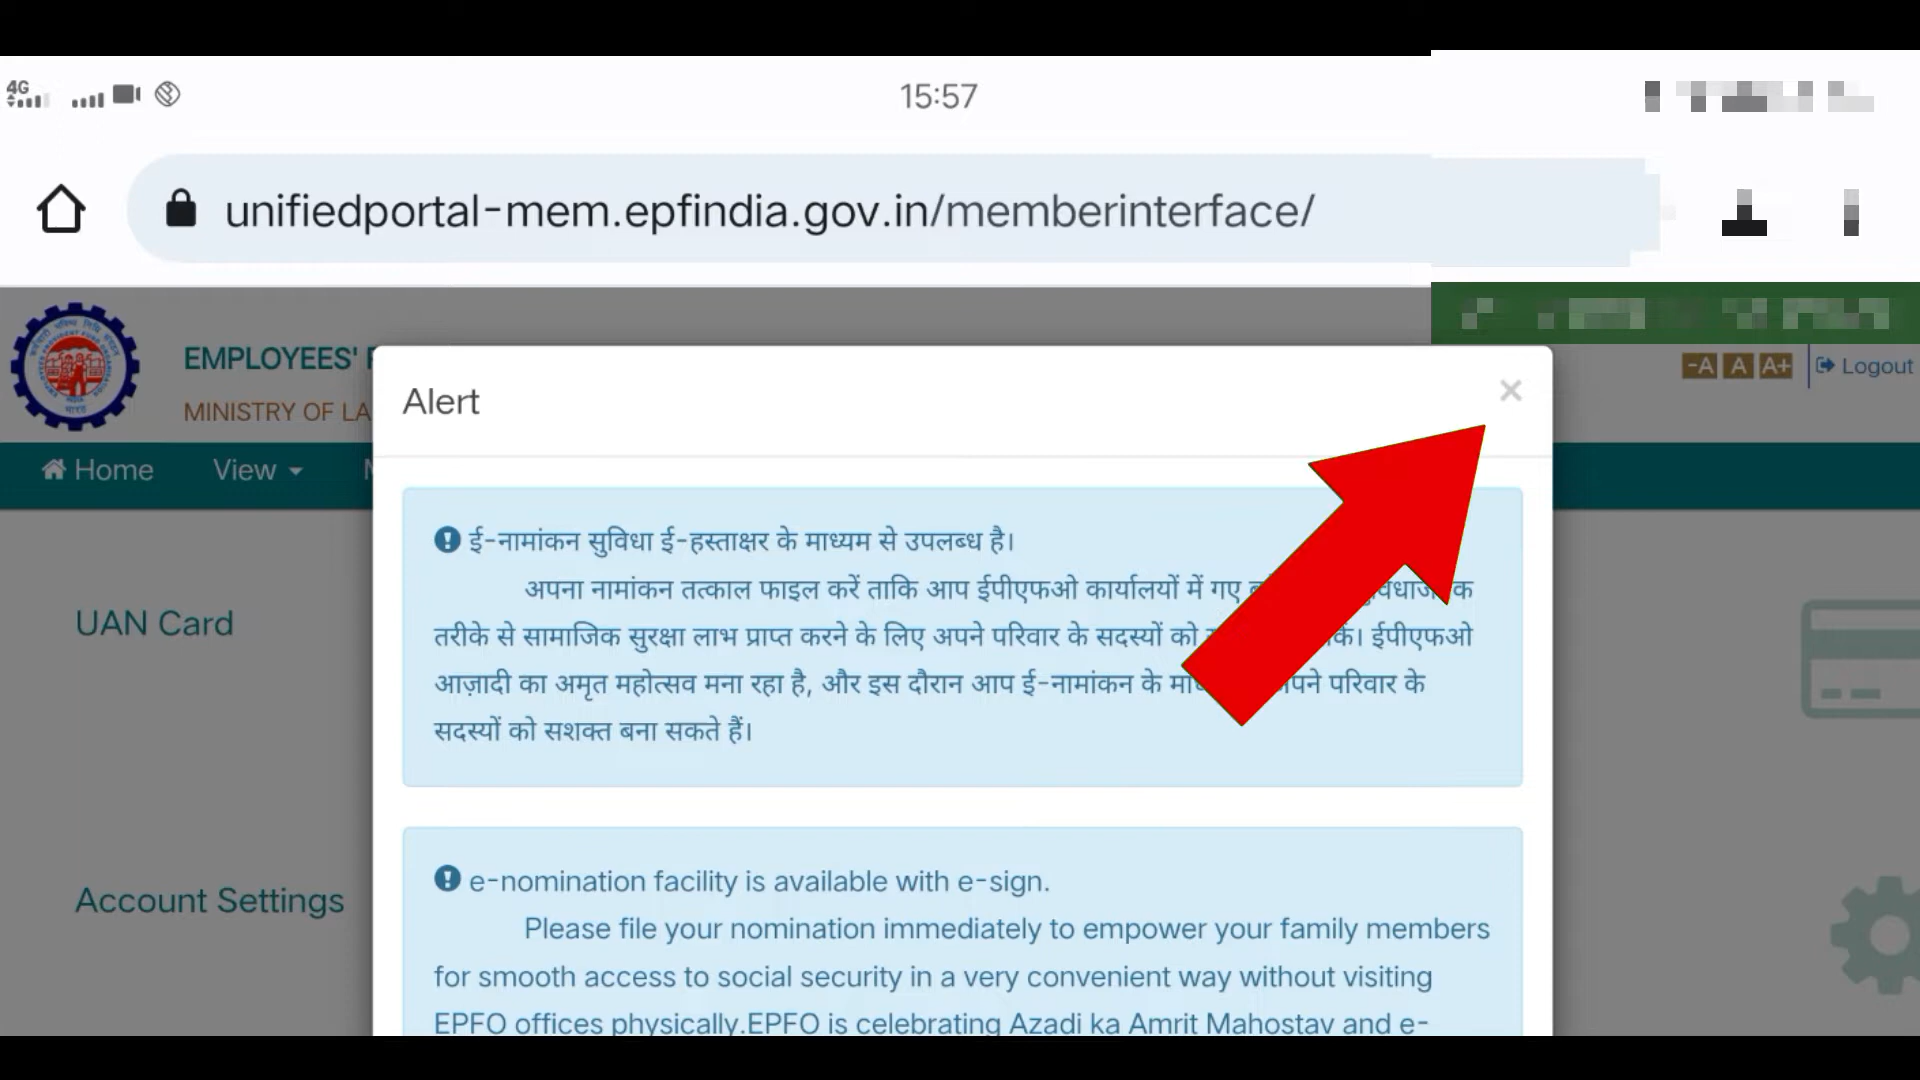 4G
15:57
unifiedportal-mem.epfindia.gov.in/memberinterface/
EMPLOYEES'
MINISTRY OF LA
-A A A+ Logout
Home View
Alert
ई-नामांकन सुविधा ई-हस्ताक्षर के माध्यम से उपलब्ध है।
अपना नामांकन तत्काल फाइल करें ताकि आप ईपीएफओ कार्यालयों में गए
तरीके से सामाजिक सुरक्षा लाभ प्राप्त करने के लिए अपने परिवार के सदस्यों को ईपीएफओ
आज़ादी का अमृत महोत्सव मना रहा है, और इस दौरान आप ई-नामांकन के परिवार के
सदस्यों को सशक्त बना सकते हैं।
UAN Card
Account Settings
e-nomination facility is available with e-sign.
Please file your nomination immediately to empower your family members
for smooth access to social security in a very convenient way without visiting
EPFO offices physically.EPFO is celebrating Azadi ka Amrit Mahostav and e-